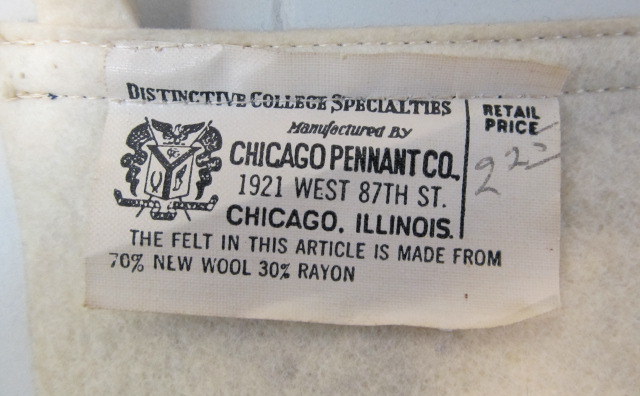 DISTINCTIVE COLLEGE SPECIALTIES
Manufactured By
CHICAGO PENNANT CO.
1921 WEST 87TH ST.
CHICAGO, ILLINOIS.
RETAIL
PRICE
THE FELT IN THIS ARTICLE IS MADE FROM
70% NEW WOOL 30% RAYON